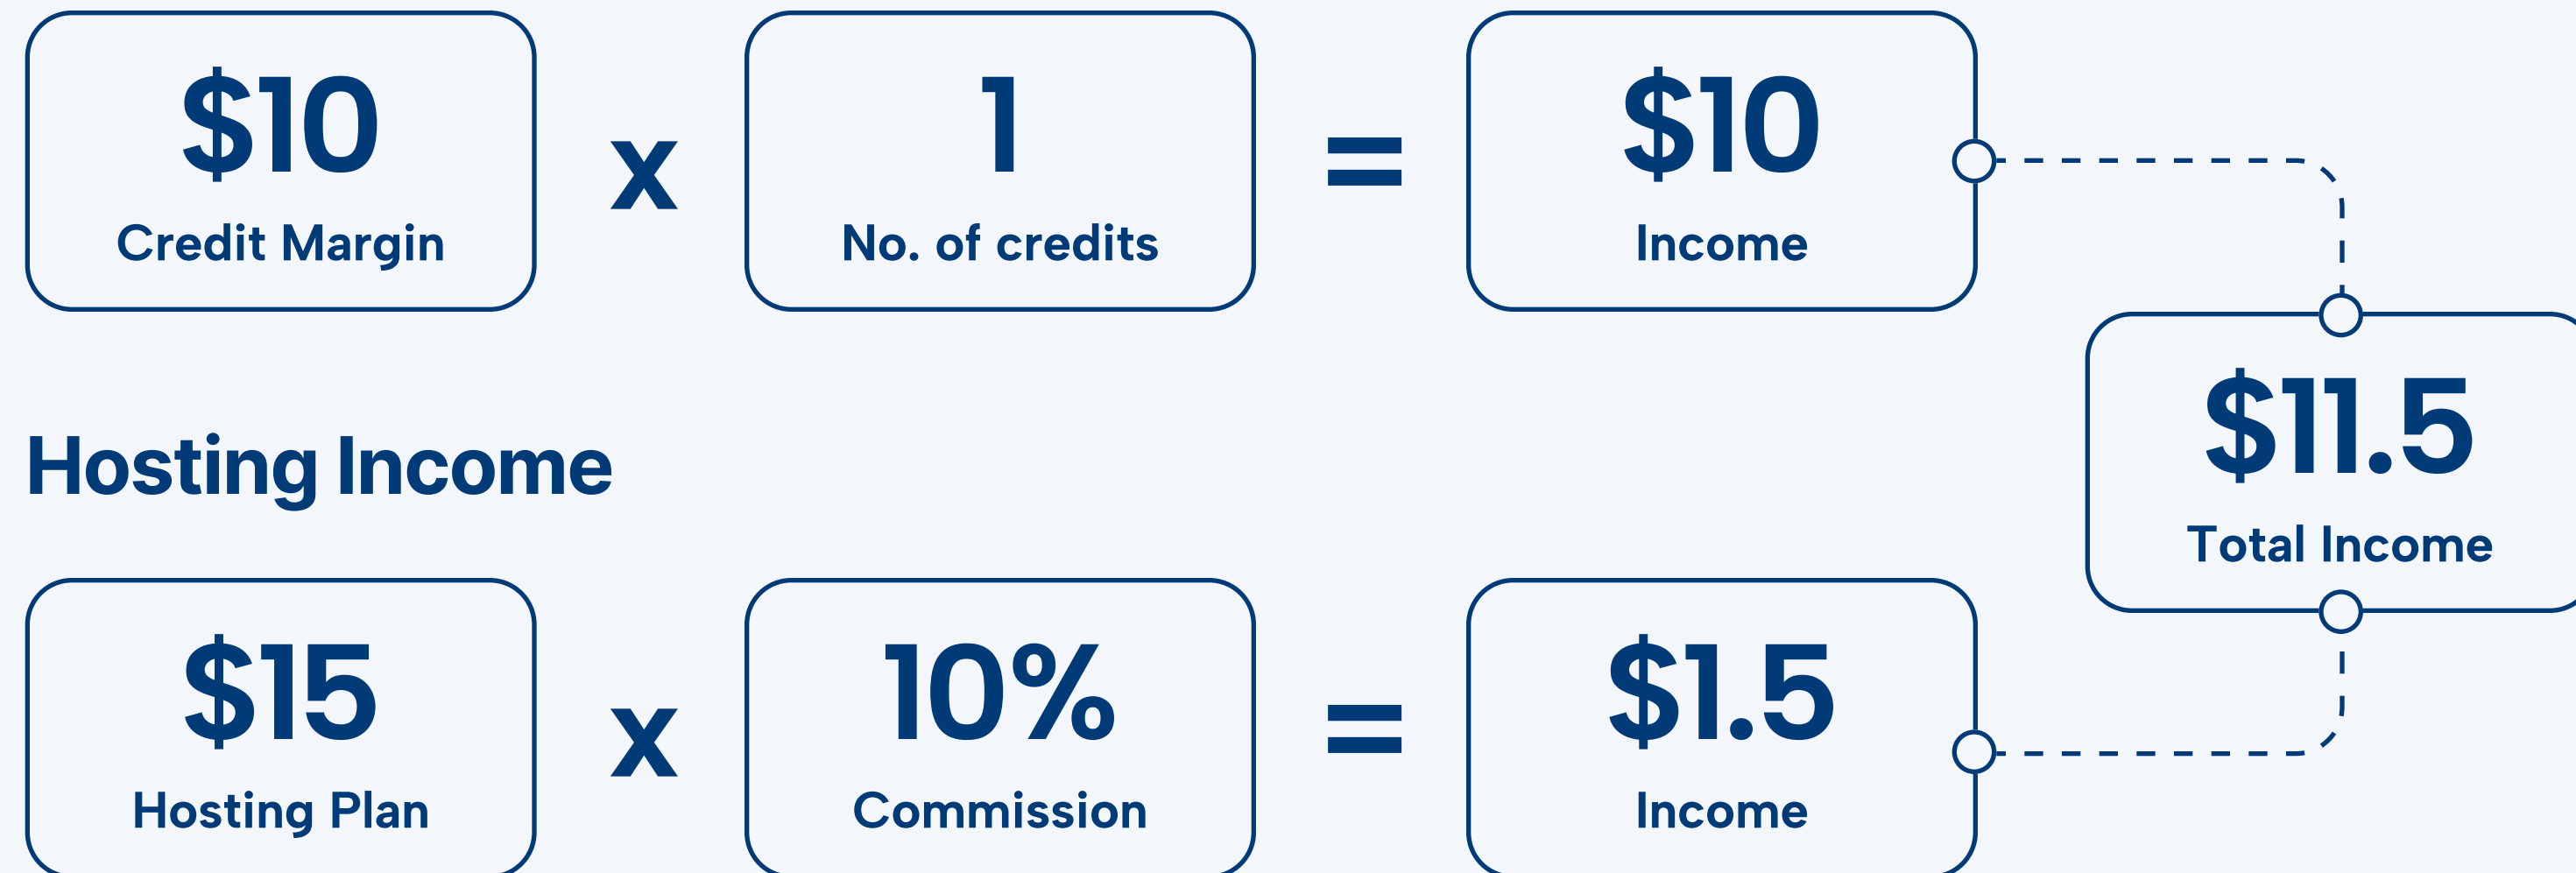 $10 x 1 = $10
Credit Margin No. of credits Income
$11.5
Total Income
Hosting Income
$15 x 10% = $1.5
Hosting Plan Commission Income